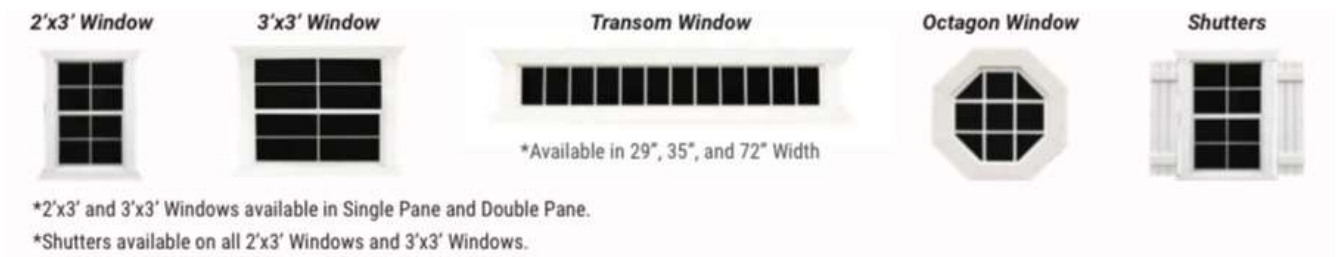 2'x3' Window
3'x3' Window
Transom Window
Octagon Window
Shutters
*Available in 29", 35", and 72" Width
*2'x3' and 3'x3' Windows available in Single Pane and Double Pane.
*Shutters available on all 2'x3' Windows and 3'x3' Windows.